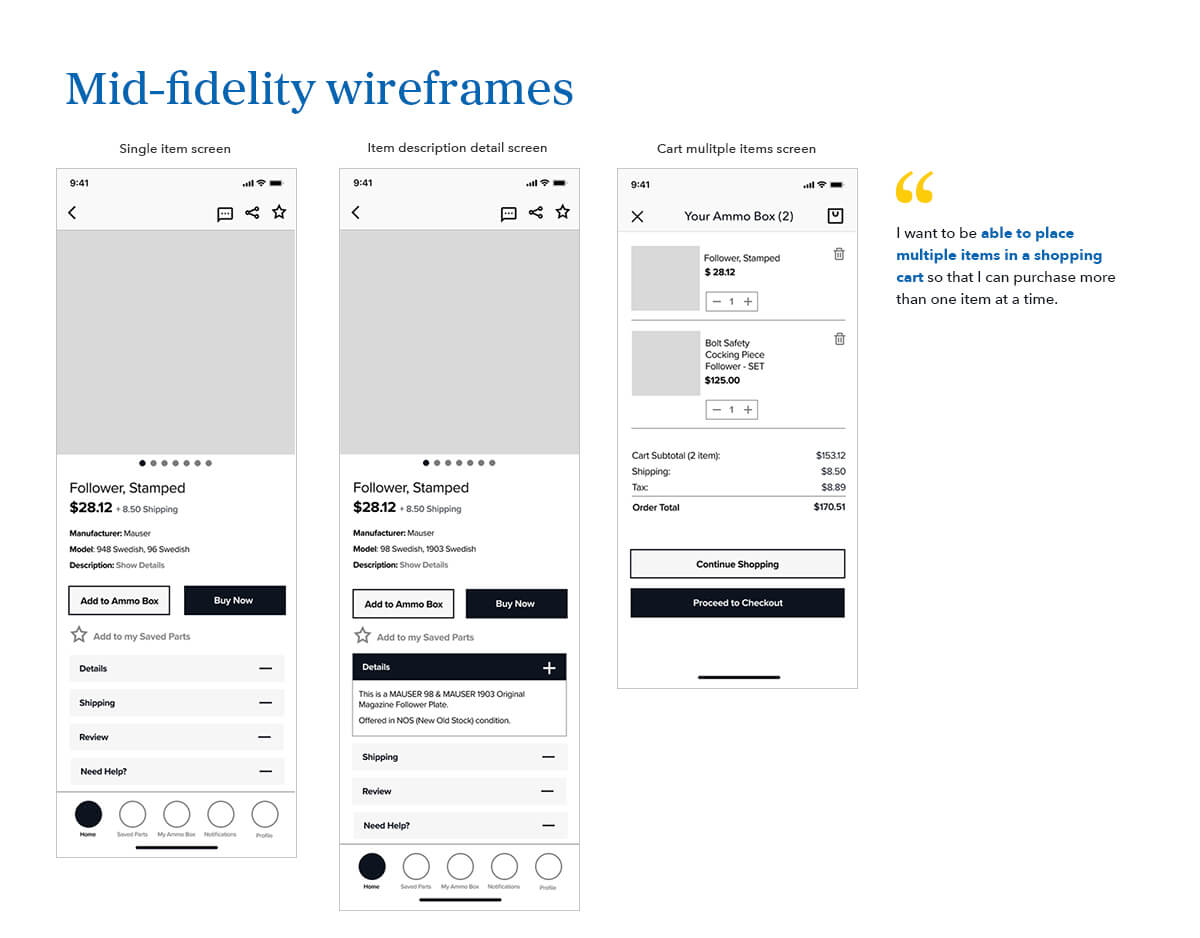 Mid-fidelity wireframes
Single item screen
9:41
Follower, Stamped
$28.12 + 8.50 Shipping
Manufacturer: Mauser
Model: 948 Swedish, 96 Swedish
Description: Show Details
Add to Ammo Box
Buy Now
Add to my Saved Parts
Details
Shipping
Review
Need Help?
Home
Saved Parts
My Ammo Box
Notifications
Profile
Item description detail screen
9:41
Follower, Stamped
$28.12 + 8.50 Shipping
Manufacturer: Mauser
Model: 98 Swedish, 1903 Swedish
Description: Show Details
Add to Ammo Box
Buy Now
Add to my Saved Parts
Details
This is a MAUSER 98 & MAUSER 1903 Original
Magazine Follower Plate.
Offered in NOS (New Old Stock) condition.
Shipping
Review
Need Help?
Home
Saved Parts
My Ammo Box
Notifications
Profile
Cart mulitple items screen
9:41
Your Ammo Box (2)
Follower, Stamped
$ 28.12
1
Bolt Safety
Cocking Piece
Follower - SET
$125.00
1
Cart Subtotal (2 item): $153.12
Shipping: $8.50
Tax: $8.89
Order Total $170.51
Continue Shopping
Proceed to Checkout
“
I want to be able to place
multiple items in a shopping
cart so that I can purchase more
than one item at a time.